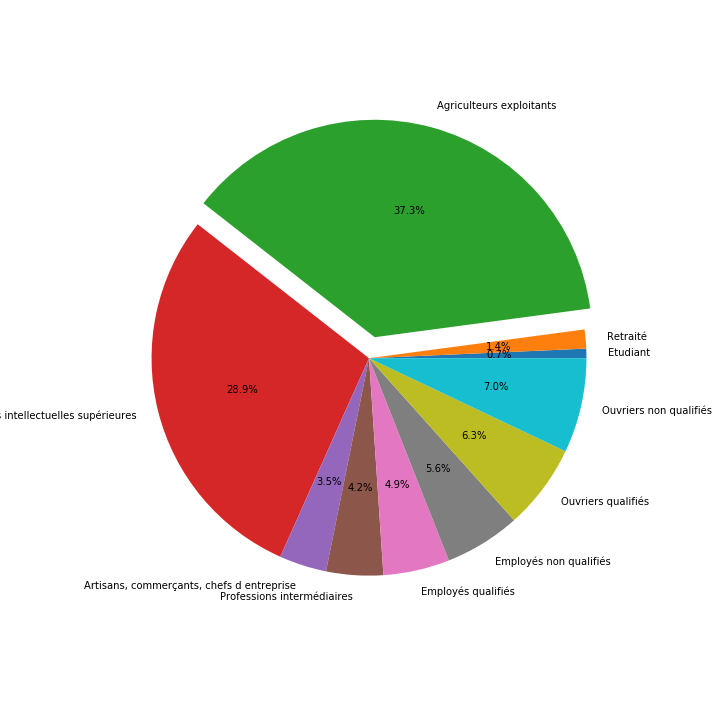 Agriculteurs exploitants
37.3%
Retraité
1.4%
Etudiant
0.7%
7.0%
Ouvriers non qualifiés
28.9%
s intellectuelles supérieures
6.3%
5.6%
3.5%
4.2%
4.9%
Ouvriers qualifiés
Employés non qualifiés
Artisans, commerçants, chefs d entreprise
Professions intermédiaires
Employés qualifiés